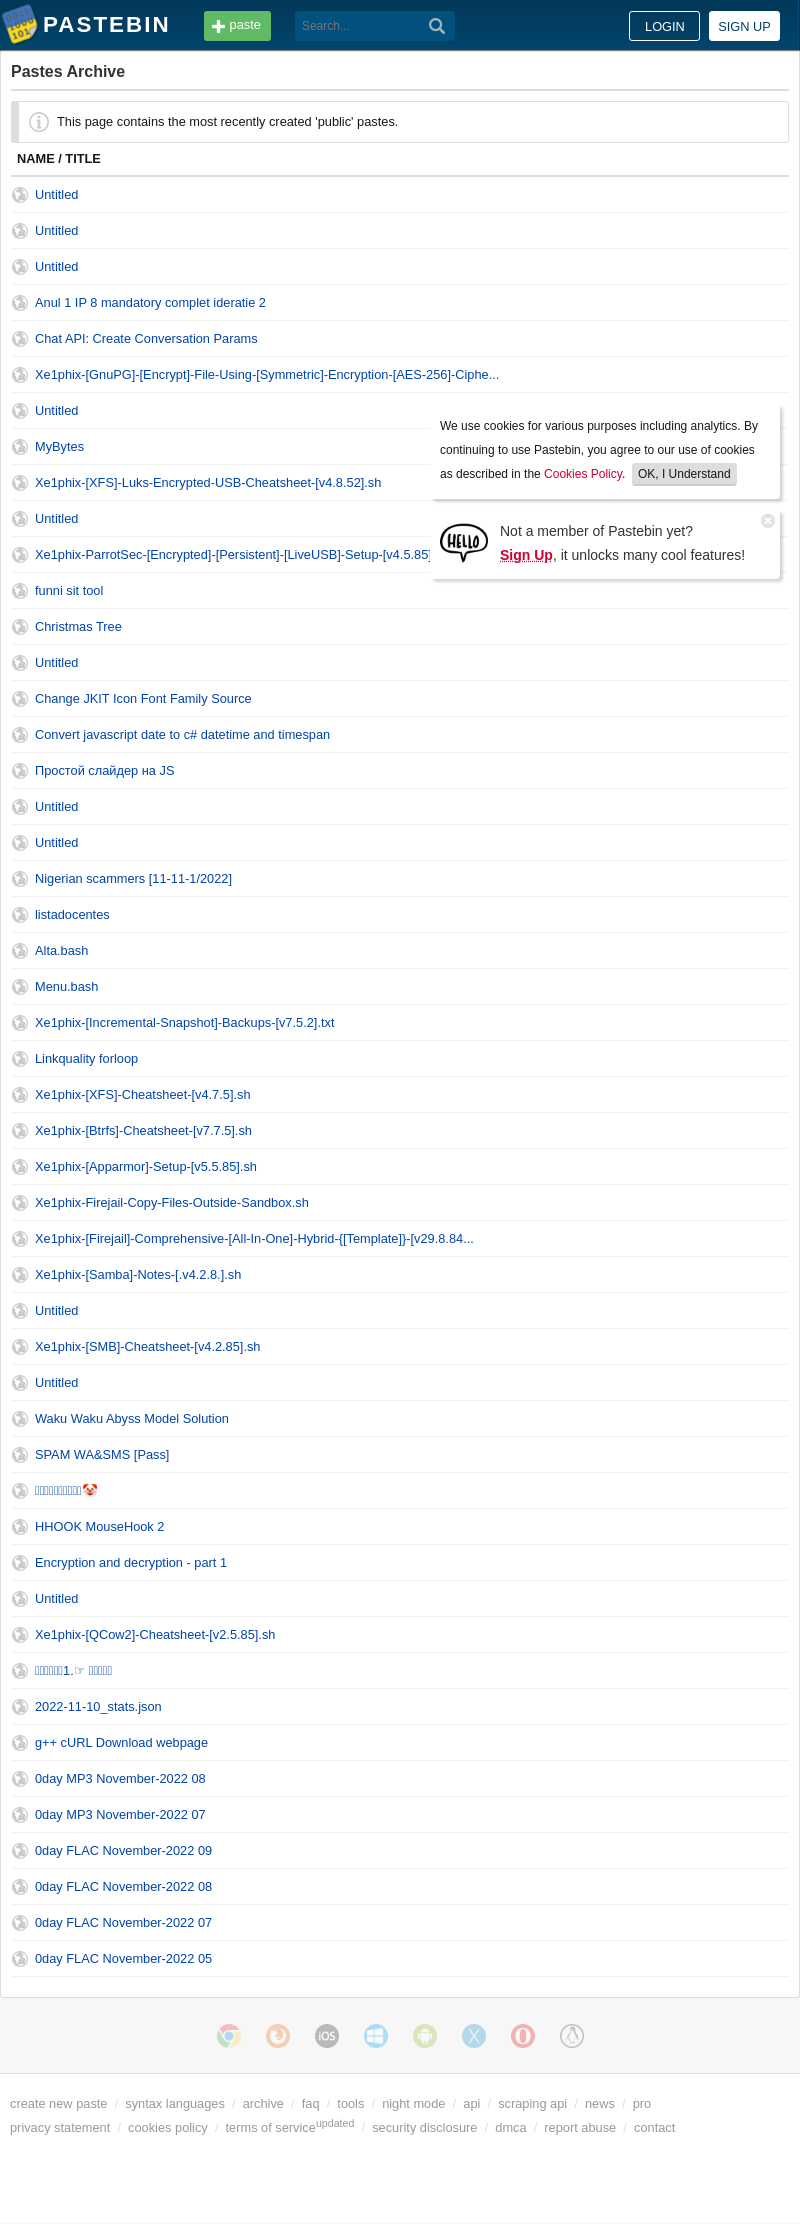 PASTEBIN
paste
Search...
LOGIN
SIGN UP
Pastes Archive
This page contains the most recently created 'public' pastes.
NAME / TITLE
Untitled
Untitled
Untitled
Anul 1 IP 8 mandatory complet ideratie 2
Chat API: Create Conversation Params
Xe1phix-[GnuPG]-[Encrypt]-File-Using-[Symmetric]-Encryption-[AES-256]-Ciphe...
Untitled
MyBytes
Xe1phix-[XFS]-Luks-Encrypted-USB-Cheatsheet-[v4.8.52].sh
Untitled
Xe1phix-ParrotSec-[Encrypted]-[Persistent]-[LiveUSB]-Setup-[v4.5.85]
We use cookies for various purposes including analytics. By
continuing to use Pastebin, you agree to our use of cookies
as described in the Cookies Policy. OK, I Understand
HELLO
Not a member of Pastebin yet?
Sign Up, it unlocks many cool features!
funni sit tool
Christmas Tree
Untitled
Change JKIT Icon Font Family Source
Convert javascript date to c# datetime and timespan
Простой слайдер на JS
Untitled
Untitled
Nigerian scammers [11-11-1/2022]
listadocentes
Alta.bash
Menu.bash
Xe1phix-[Incremental-Snapshot]-Backups-[v7.5.2].txt
Linkquality forloop
Xe1phix-[XFS]-Cheatsheet-[v4.7.5].sh
Xe1phix-[Btrfs]-Cheatsheet-[v7.7.5].sh
Xe1phix-[Apparmor]-Setup-[v5.5.85].sh
Xe1phix-Firejail-Copy-Files-Outside-Sandbox.sh
Xe1phix-[Firejail]-Comprehensive-[All-In-One]-Hybrid-{[Template]}-[v29.8.84...
Xe1phix-[Samba]-Notes-[.v4.2.8.].sh
Untitled
Xe1phix-[SMB]-Cheatsheet-[v4.2.85].sh
Untitled
Waku Waku Abyss Model Solution
SPAM WA&SMS [Pass]
🤡
HHOOK MouseHook 2
Encryption and decryption - part 1
Untitled
Xe1phix-[QCow2]-Cheatsheet-[v2.5.85].sh
1.☞
2022-11-10_stats.json
g++ cURL Download webpage
0day MP3 November-2022 08
0day MP3 November-2022 07
0day FLAC November-2022 09
0day FLAC November-2022 08
0day FLAC November-2022 07
0day FLAC November-2022 05
iOS
create new paste / syntax languages / archive / faq / tools / night mode / api / scraping api / news / pro
privacy statement / cookies policy / terms of service updated / security disclosure / dmca / report abuse / contact